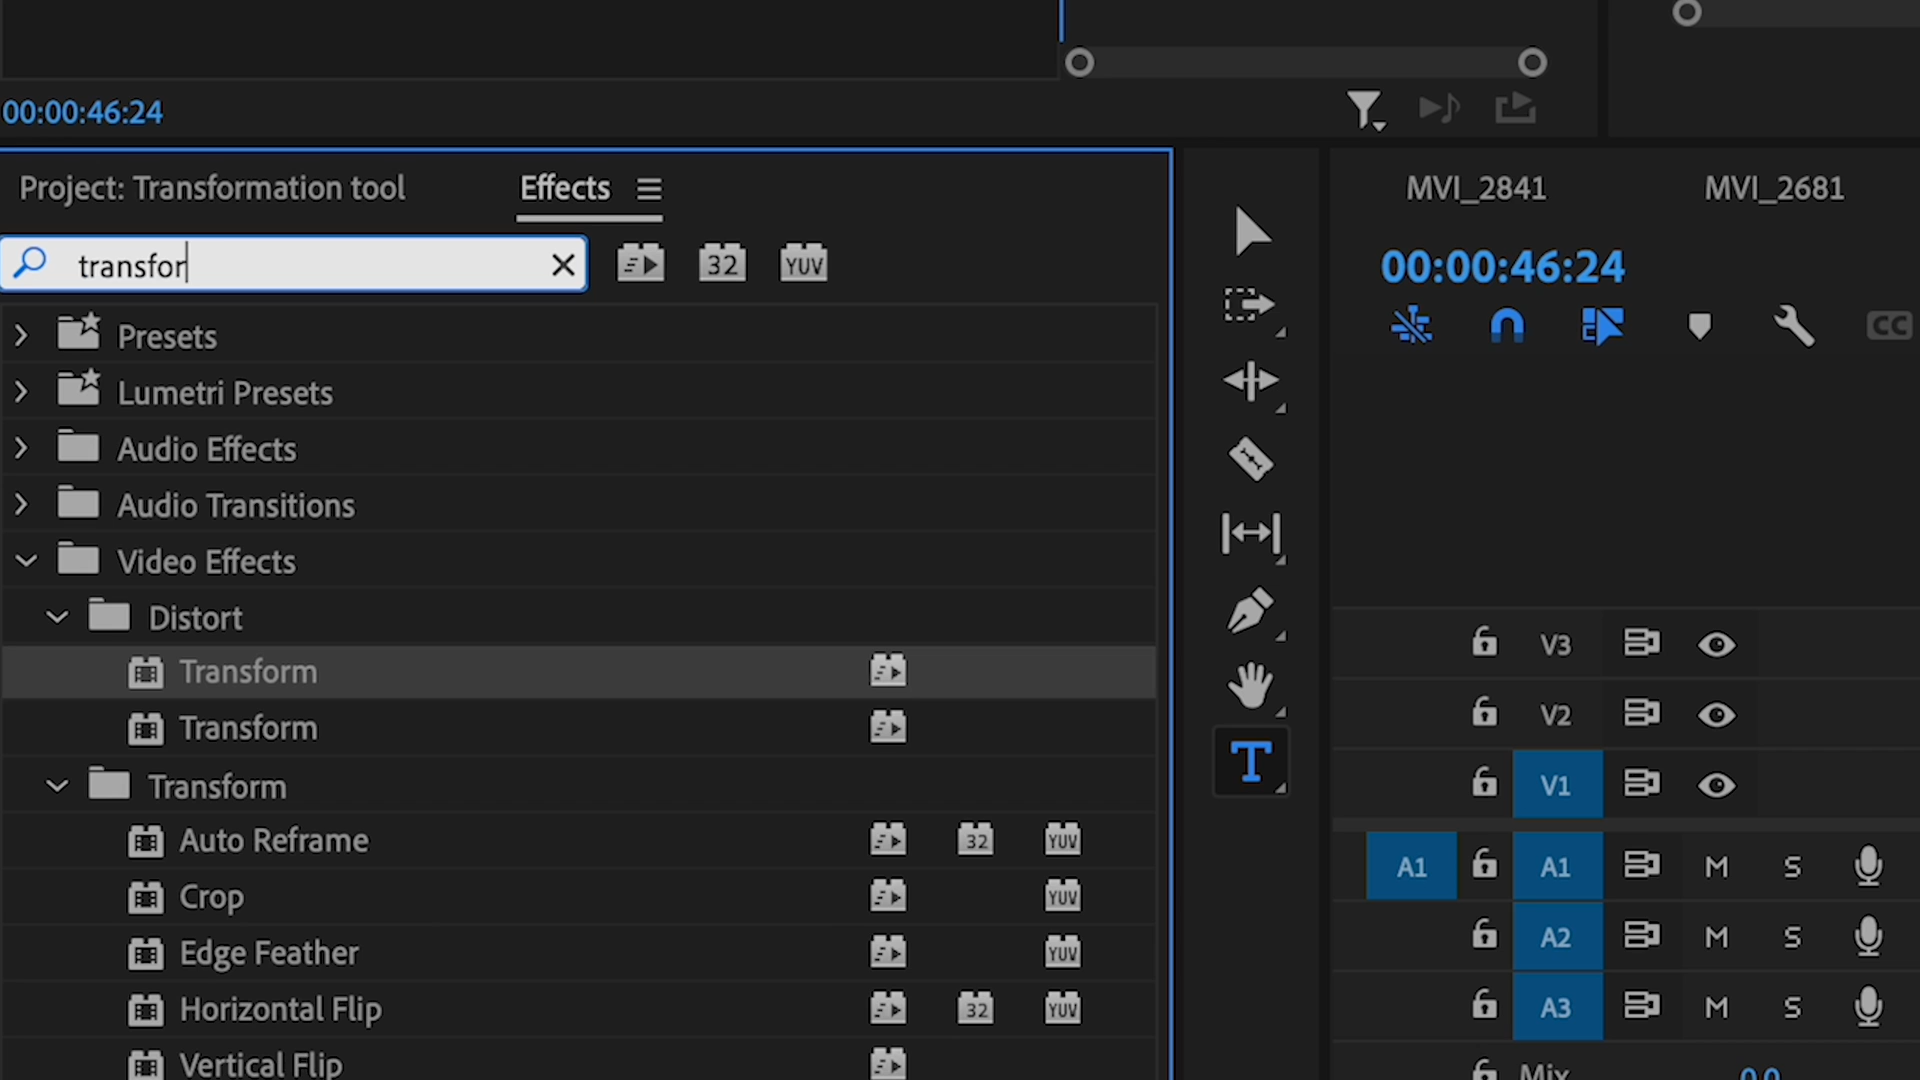 00:00:46:24
Project: Transformation tool
Effects
transfor
32
YUV
Presets
Lumetri Presets
Audio Effects
Audio Transitions
Video Effects
Distort
Transform
Transform
Transform
Auto Reframe 32 YUV
Crop YUV
Edge Feather YUV
Horizontal Flip 32 YUV
Vertical Flip
T
MVI_2841
MVI_2681
00:00:46:24
CC
V3
V2
V1
A1 A1 M S
A2 M S
A3 M S
Mix 0.0